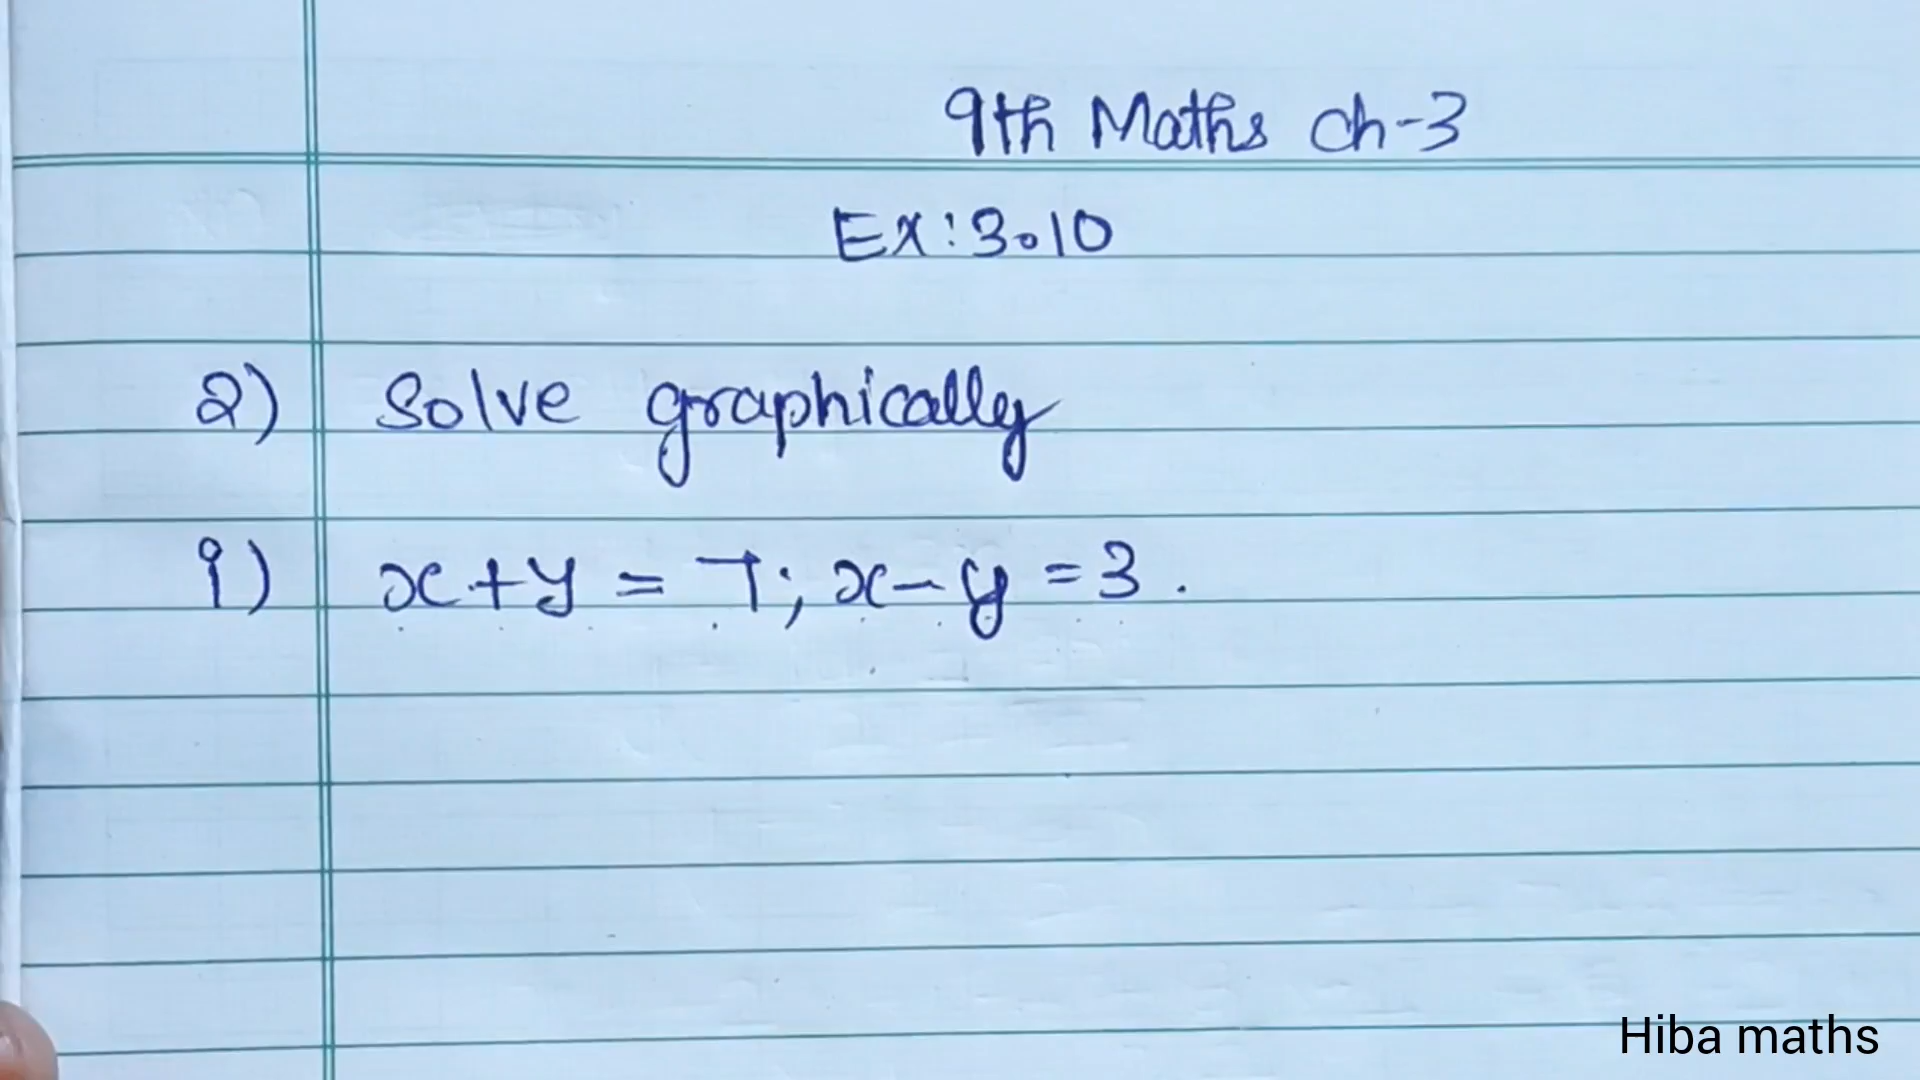 9th Maths Ch-3
Ex: 3.10
2) Solve graphically
i) x+y = 7; x-y = 3.
Hiba maths